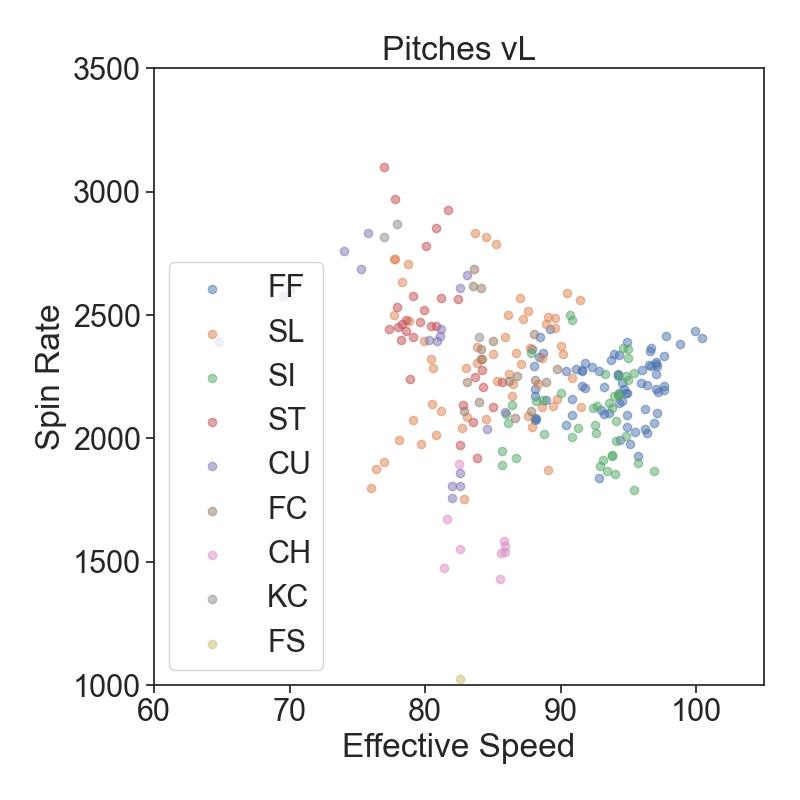 Pitches vL
3500
3000
2500
2000
1500
1000
Spin Rate
FF
SL
SI
ST
CU
FC
CH
KC
FS
60 70 80 90 100
Effective Speed